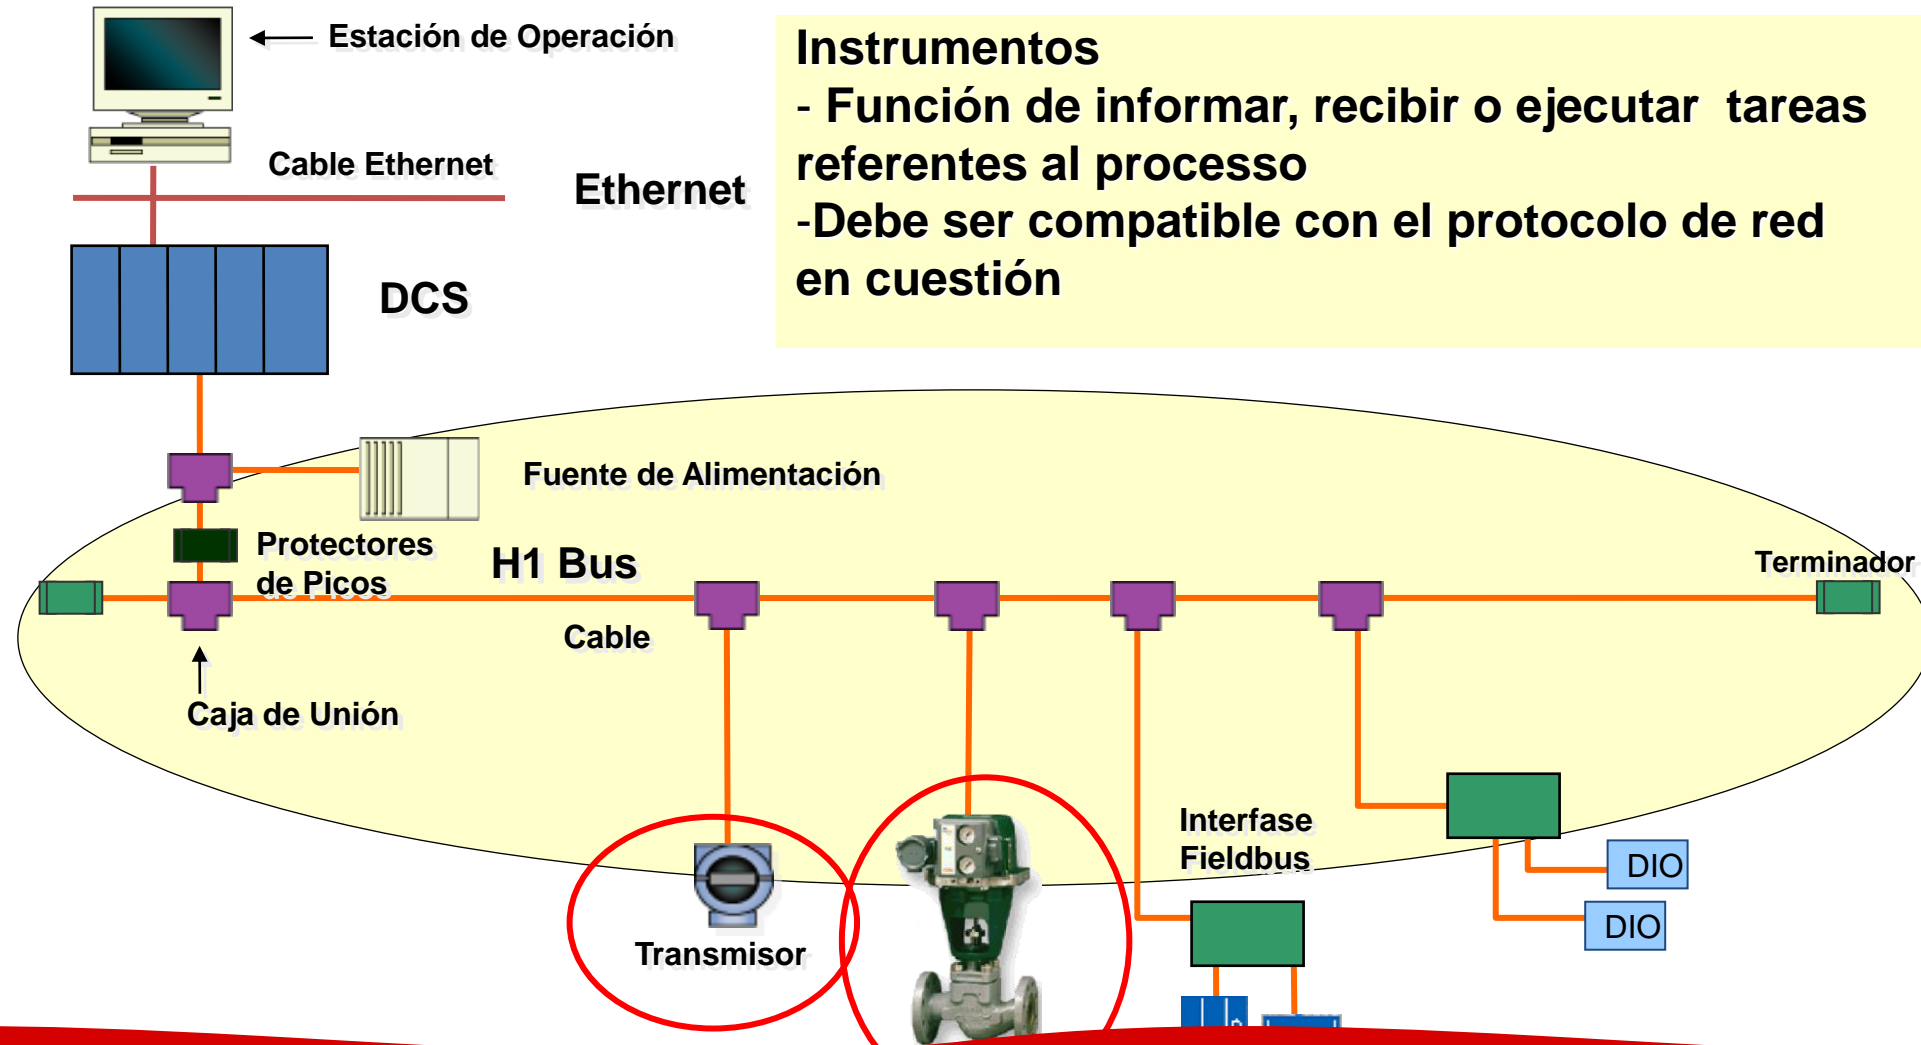 Estación de Operación
Instrumentos
- Función de informar, recibir o ejecutar tareas
referentes al processo
-Debe ser compatible con el protocolo de red
en cuestión
Cable Ethernet
Ethernet
DCS
Fuente de Alimentación
Protectores
de Picos
H1 Bus
Terminador
Cable
Caja de Unión
Interfase
Fieldbus
DIO
DIO
Transmisor